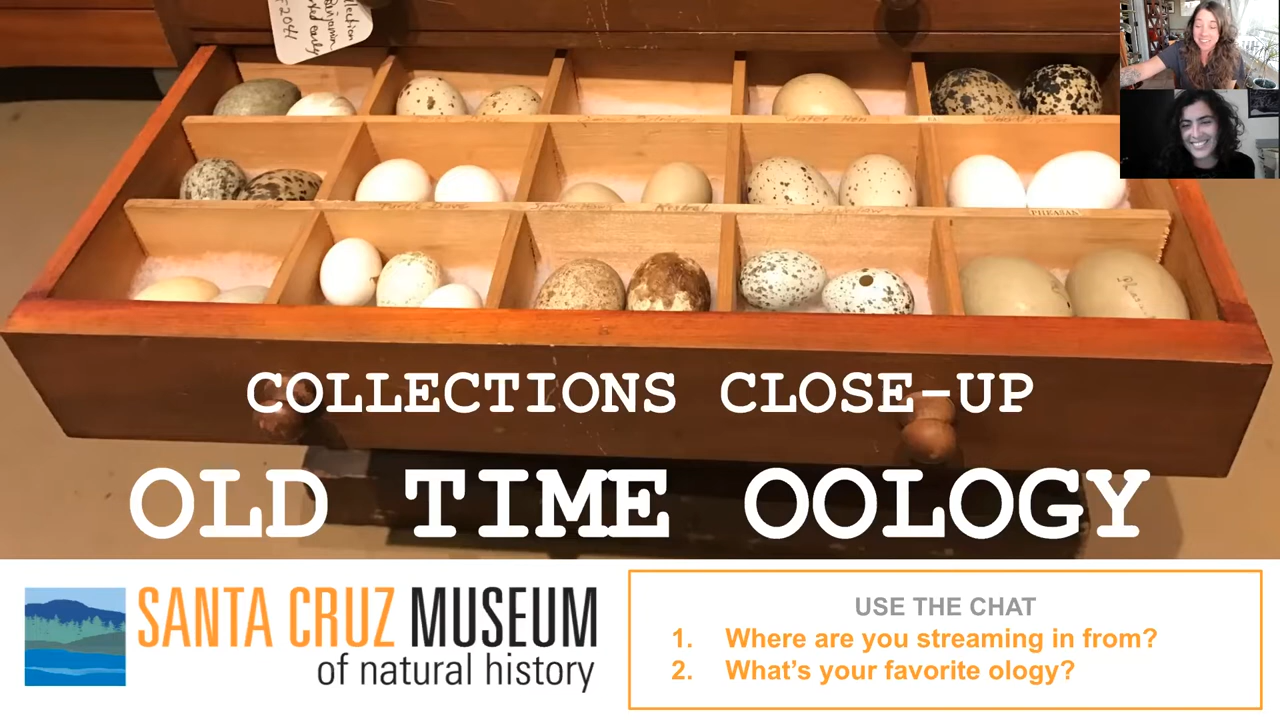 COLLECTIONS CLOSE-UP
OLD TIME OOLOGY
PHEASAN
SANTA CRUZ MUSEUM
of natural history
USE THE CHAT
1. Where are you streaming in from?
2. What's your favorite ology?